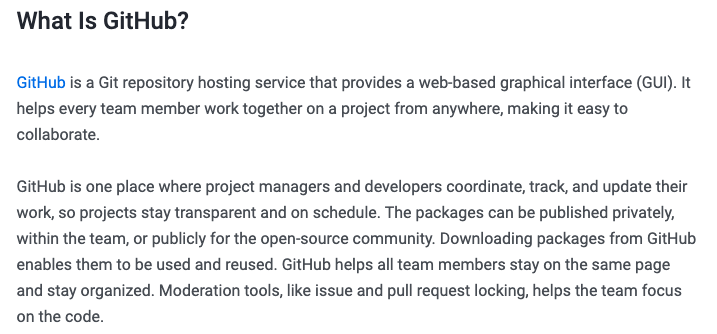 What Is GitHub?
GitHub is a Git repository hosting service that provides a web-based graphical interface (GUI). It
helps every team member work together on a project from anywhere, making it easy to
collaborate.
GitHub is one place where project managers and developers coordinate, track, and update their
work, so projects stay transparent and on schedule. The packages can be published privately,
within the team, or publicly for the open-source community. Downloading packages from GitHub
enables them to be used and reused. GitHub helps all team members stay on the same page
and stay organized. Moderation tools, like issue and pull request locking, helps the team focus
on the code.